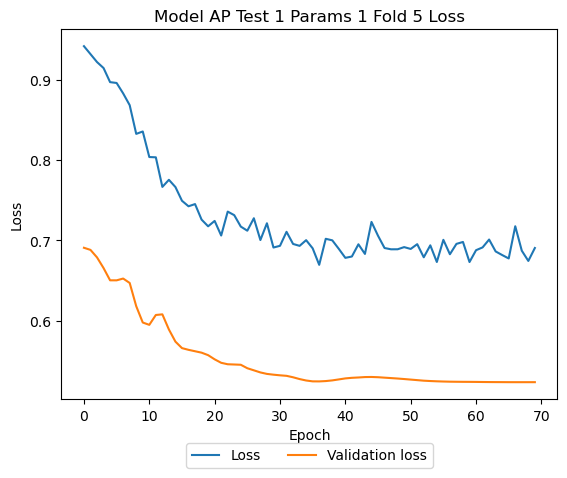 Model AP Test 1 Params 1 Fold 5 Loss
Loss
0.9
0.8
0.7
0.6
0 10 20 30 40 50 60 70
Epoch
Loss Validation loss